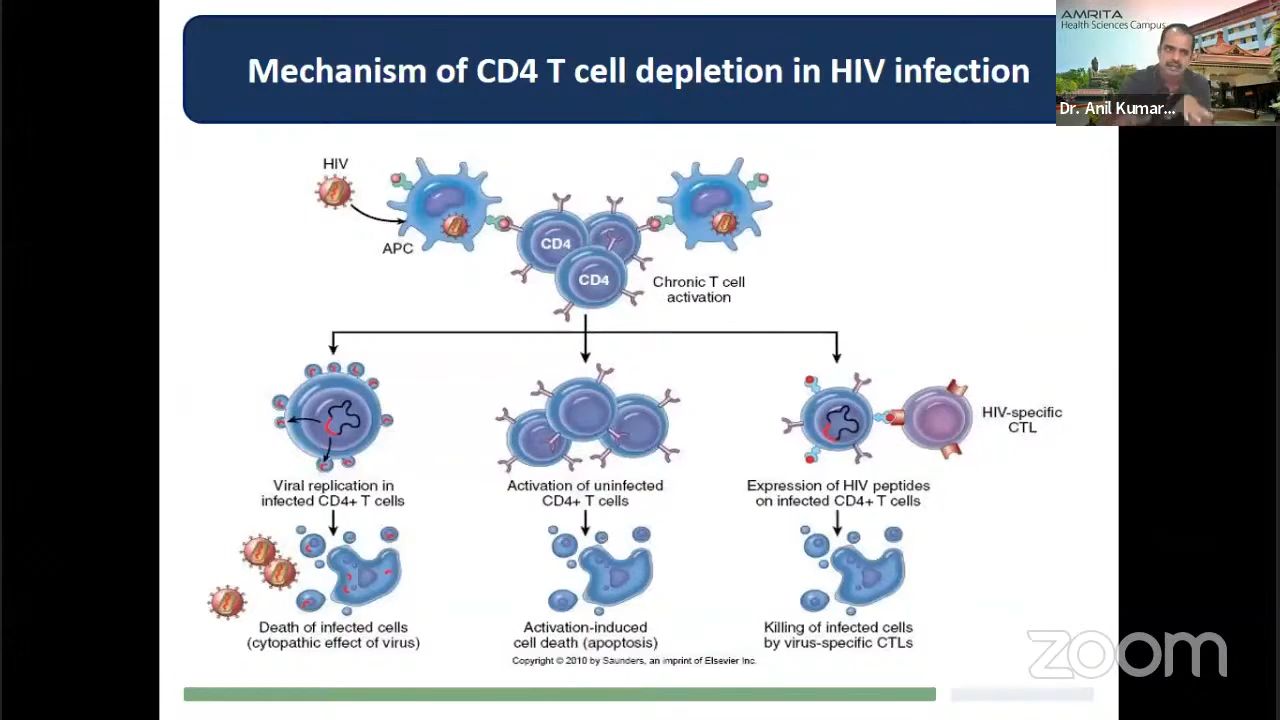 AMRITA
Health Sciences Campus
Mechanism of CD4 T cell depletion in HIV infection
Dr. Anil Kumar...
HIV
APC
CD4
CD4
Chronic T cell
activation
HIV-specific
CTL
Viral replication in
infected CD4+ T cells
Activation of uninfected
CD4+ T cells
Expression of HIV peptides
on infected CD4+ T cells
Death of infected cells
(cytopathic effect of virus)
Activation-induced
cell death (apoptosis)
Killing of infected cells
by virus-specific CTLs
Copyright © 2010 by Saunders, an imprint of Elsevier Inc.
zoom